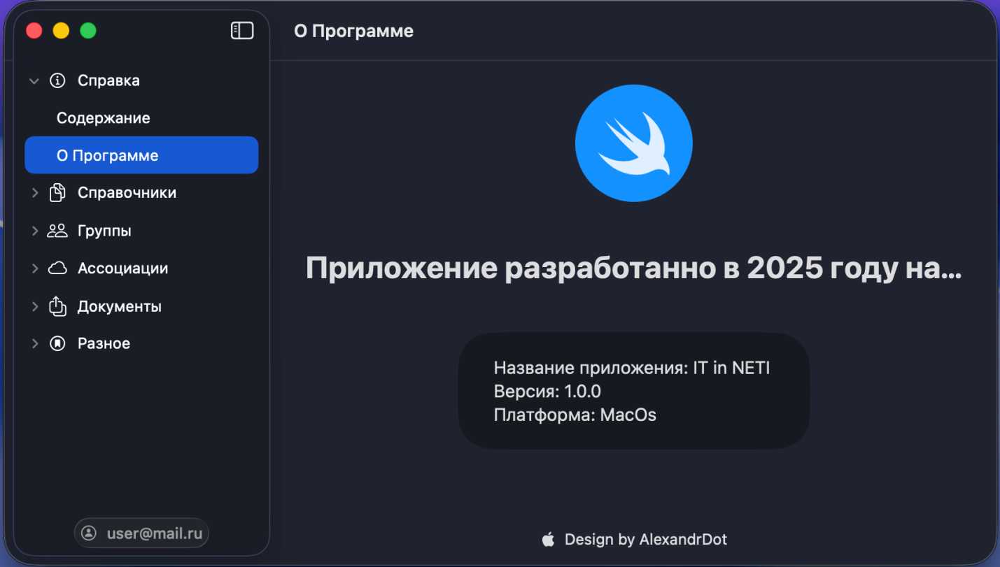 О Программе
Справка
Содержание
О Программе
Справочники
Группы
Ассоциации
Документы
Разное
user@mail.ru
Приложение разработанно в 2025 году на...
Название приложения: IT in NETI
Версия: 1.0.0
Платформа: MacOs
Design by AlexandrDot